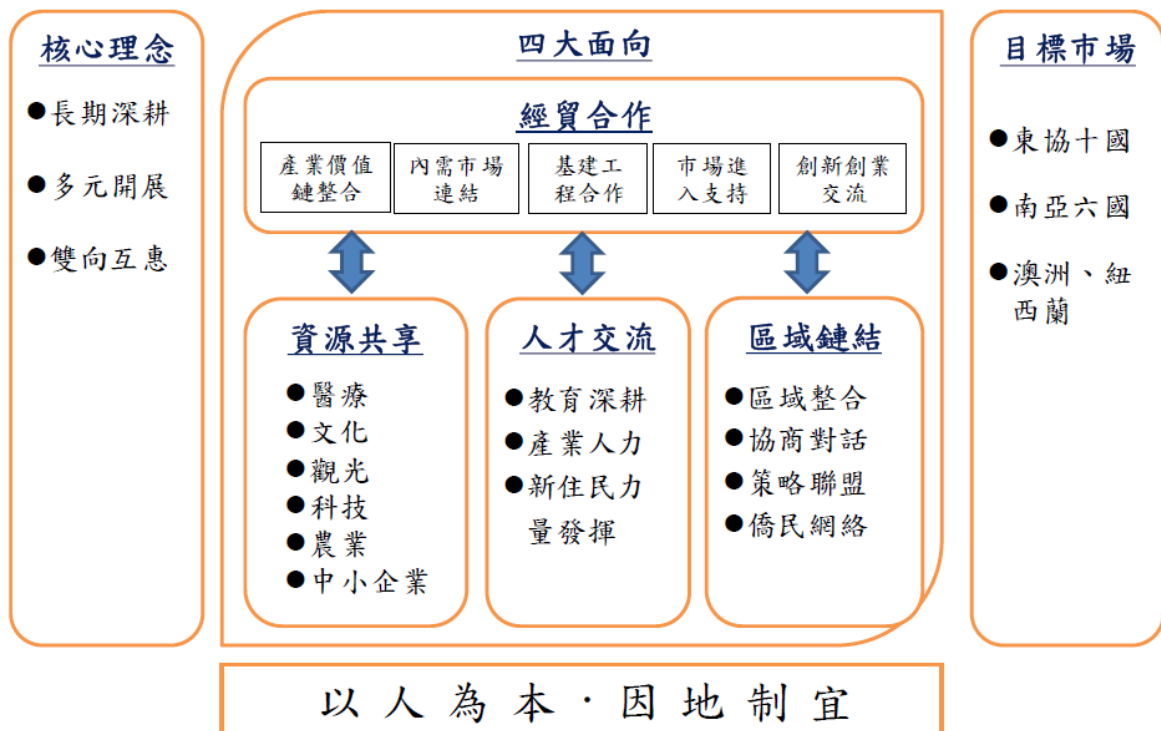 核心理念
●長期深耕
●多元開展
●雙向互惠
四大面向
經貿合作
產業價值
鏈整合
內需市場
連結
基建工
程合作
市場進
入支持
創新創業
交流
資源共享
●醫療
●文化
●觀光
●科技
●農業
●中小企業
人才交流
●教育深耕
●產業人力
●新住民力
量發揮
區域鏈結
●區域整合
●協商對話
●策略聯盟
●僑民網絡
目標市場
●東協十國
●南亞六國
●澳洲、紐
西蘭
以人為本·因地制宜